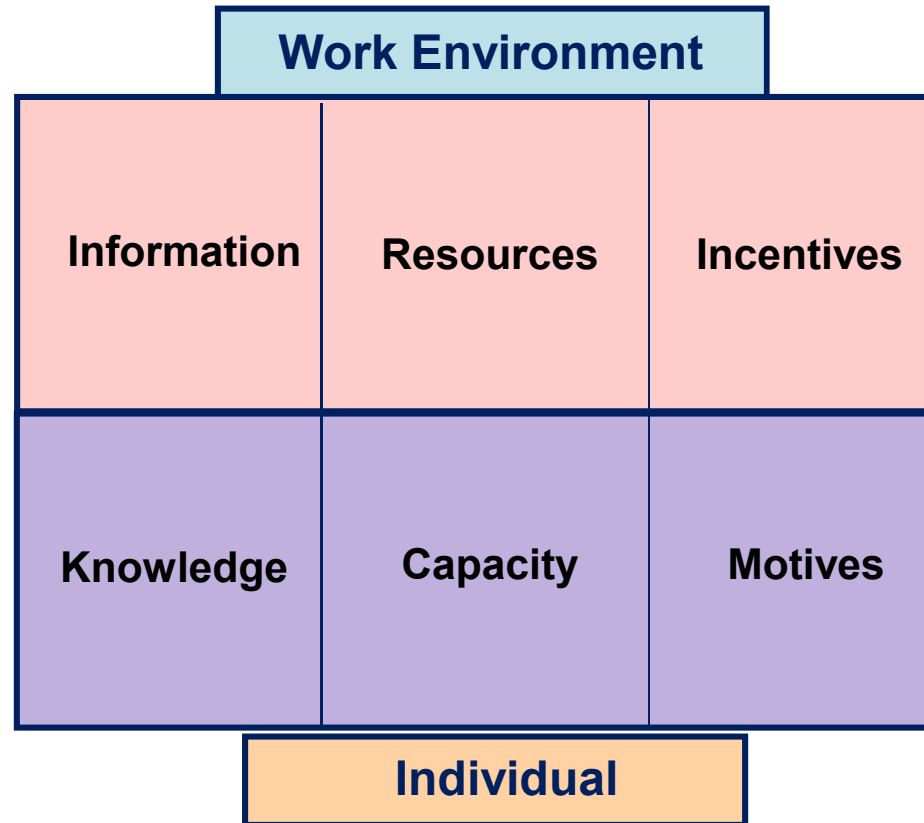 Work Environment
Information
Resources
Incentives
Knowledge
Capacity
Motives
Individual